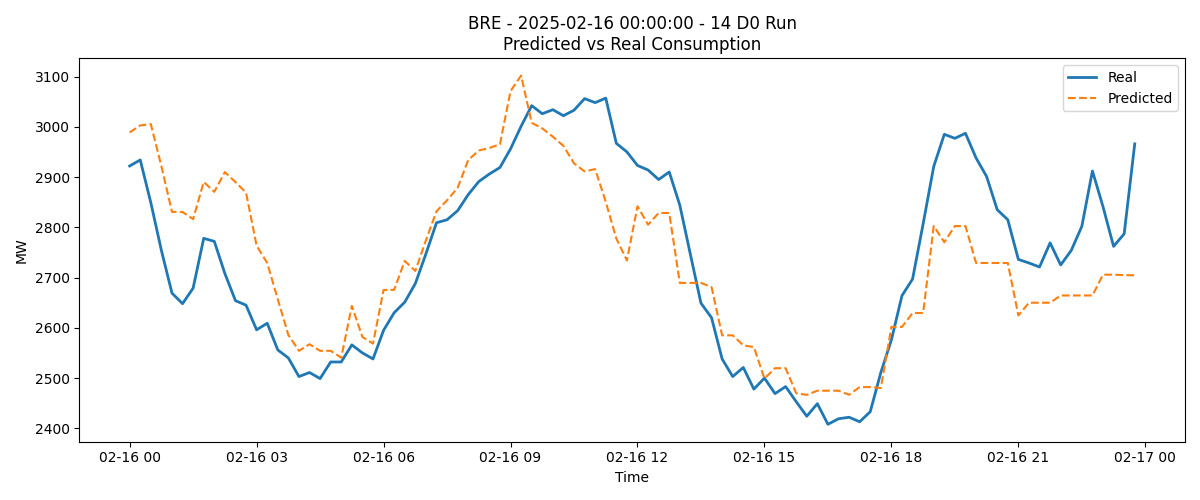 BRE - 2025-02-16 00:00:00 - 14 D0 Run
Predicted vs Real Consumption
Real
Predicted
MW
3100
3000
2900
2800
2700
2600
2500
2400
02-16 00
02-16 03
02-16 06
02-16 09
02-16 12
02-16 15
02-16 18
02-16 21
02-17 00
Time